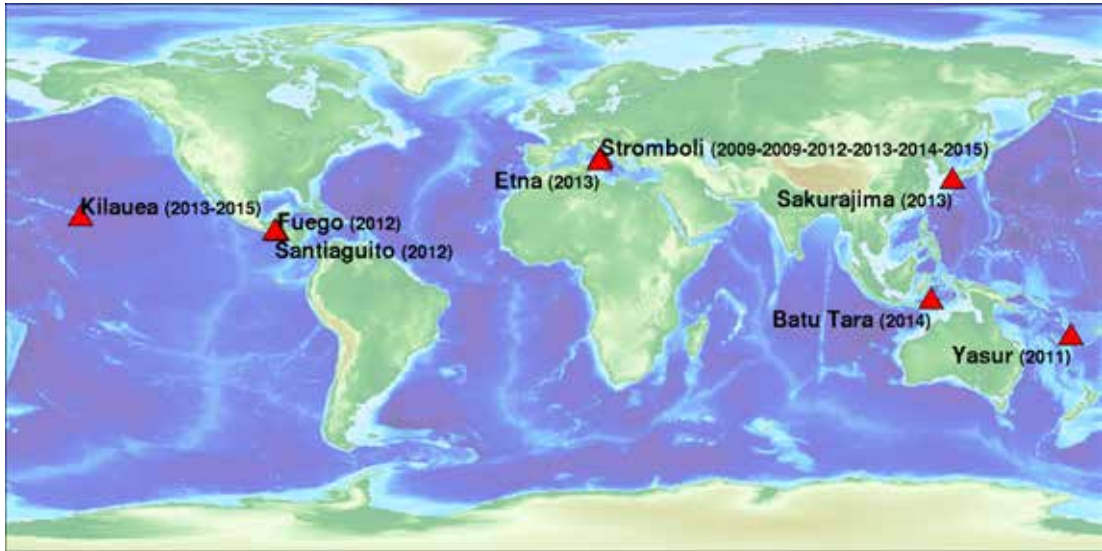 Stromboli (2009-2009-2012-2013-2014-2015)
Etna (2013)
Sakurajima (2013)
Kilauea (2013-2015)
Fuego (2012)
Santiaguito (2012)
Batu Tara (2014)
Yasur (2011)